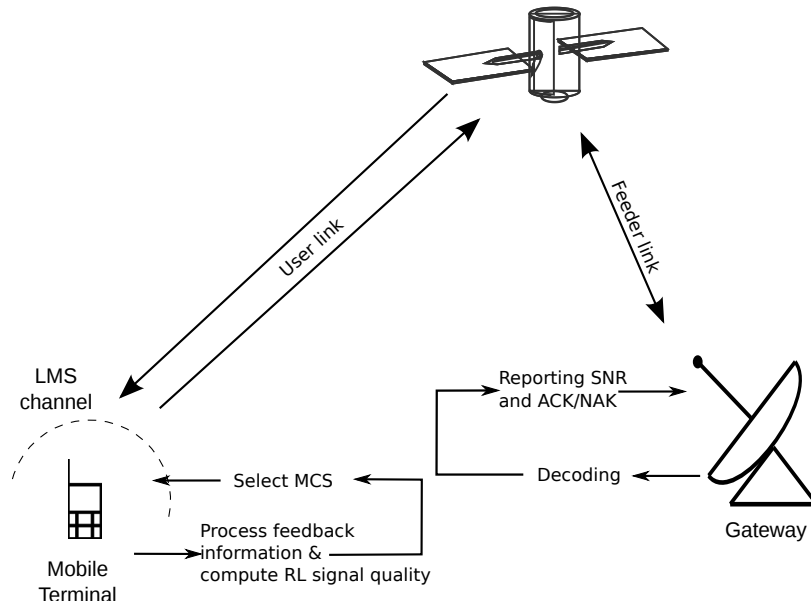 User link
Feeder link
LMS
channel
Reporting SNR
and ACK/NAK
Decoding
Select MCS
Process feedback
information &
compute RL signal quality
Mobile
Terminal
Gateway